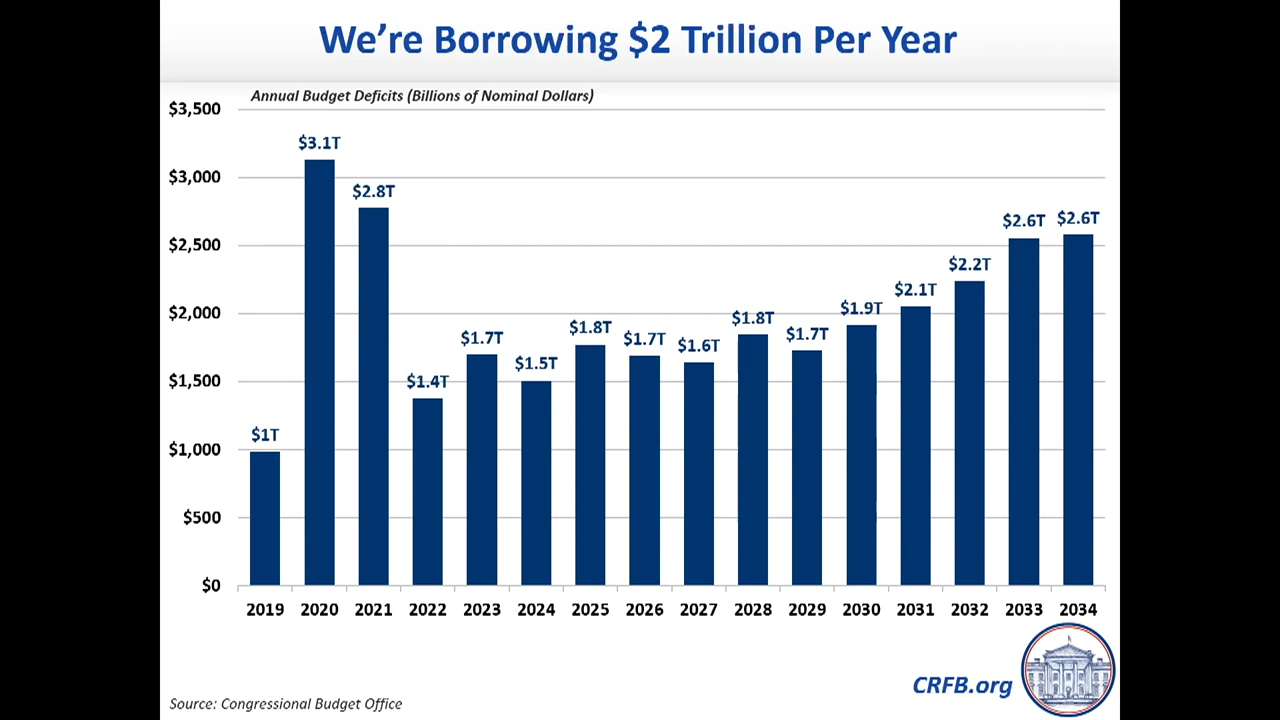 We're Borrowing $2 Trillion Per Year
Annual Budget Deficits (Billions of Nominal Dollars)
$3,500
$3,000
$2,500
$2,000
$1,500
$1,000
$500
$0
$1T
$3.1T
$2.8T
$1.4T
$1.7T
$1.5T
$1.8T
$1.7T
$1.6T
$1.8T
$1.7T
$1.9T
$2.1T
$2.2T
$2.6T
$2.6T
2019 2020 2021 2022 2023 2024 2025 2026 2027 2028 2029 2030 2031 2032 2033 2034
CRFB.org
Source: Congressional Budget Office